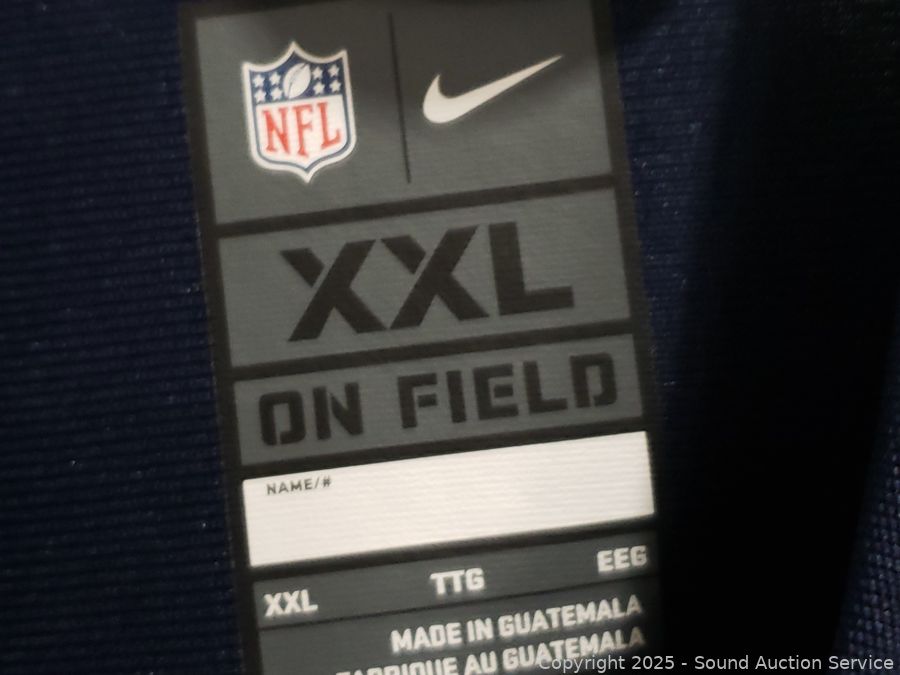 NFL
XXL
ON FIELD
NAME/#
XXL TTG EEG
MADE IN GUATEMALA
FABRIQUE AU GUATEMALA
Copyright 2025 - Sound Auction Service